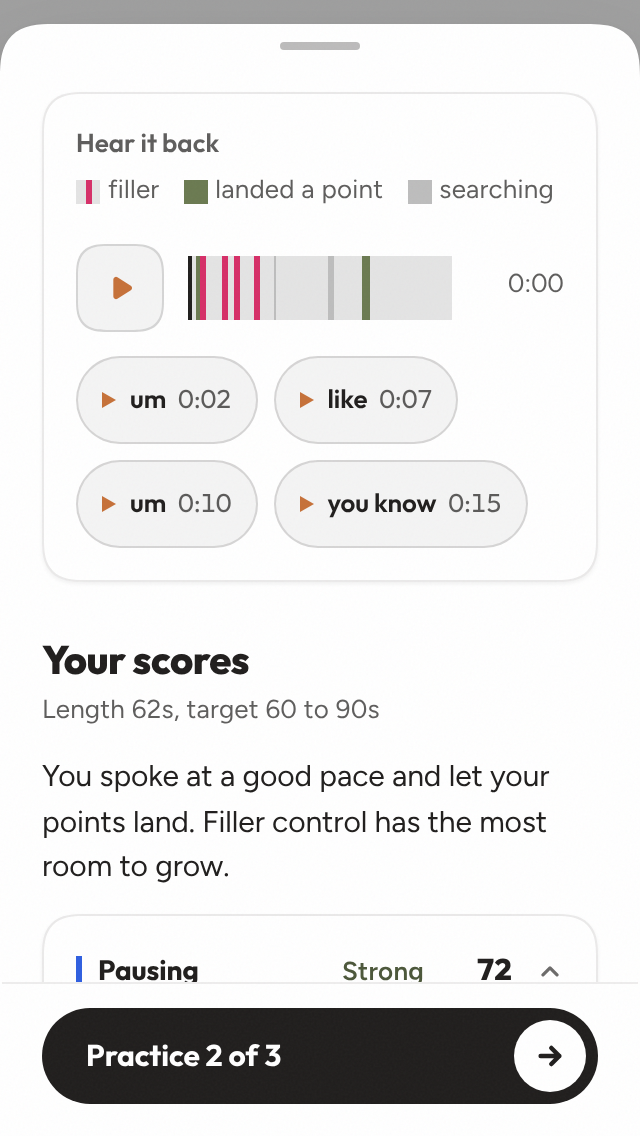 Hear it back
filler landed a point searching
0:00
um 0:02 like 0:07
um 0:10 you know 0:15
Your scores
Length 62s, target 60 to 90s
You spoke at a good pace and let your
points land. Filler control has the most
room to grow.
Pausing Strong 72
Practice 2 of 3